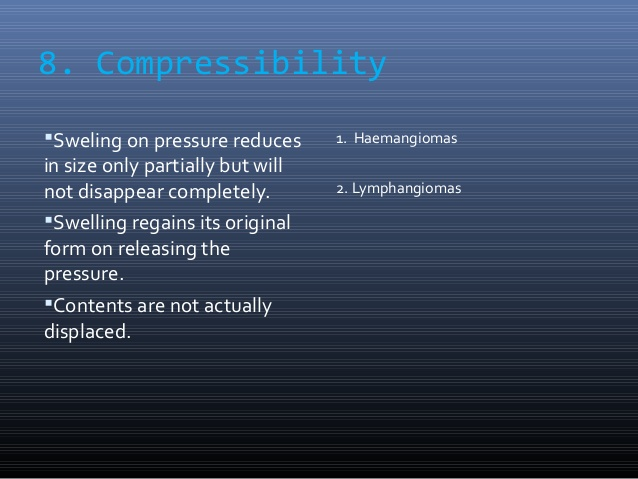 8. Compressibility
▪Sweling on pressure reduces
in size only partially but will
not disappear completely.
▪Swelling regains its original
form on releasing the
pressure.
▪Contents are not actually
displaced.
1. Haemangiomas
2. Lymphangiomas